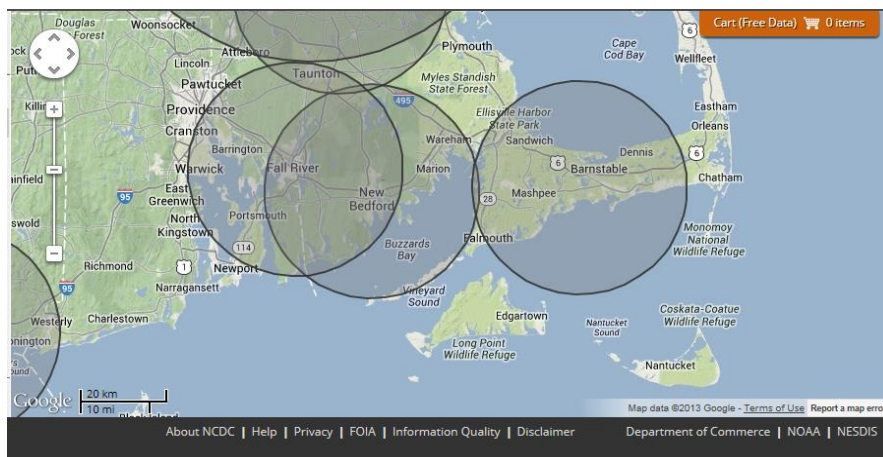 Douglas
Forest
Woonsocket
Plymouth
Cape
Cod Bay
6
Wellfleet
Cart (Free Data) 0 items
Attleboro
Lincoln
Pawtucket
Taunton
Myles Standish
State Forest
Providence
495
Ellisville Harbor
State Park
Eastham
Cranston
Orleans
Barrington
Wareham
Sandwich
Dennis
6
Warwick
Fall River
Marion
6
Barnstable
Chatham
95
East
Greenwich
New
Bedford
28
Mashpee
North
Kingstown
Portsmouth
Falmouth
Monomoy
National
Wildlife Refuge
114
Buzzards
Bay
Richmond
1
Newport
95
Narragansett
Vineyard
Sound
Westerly
Charlestown
Edgartown
Nantucket
Sound
Coskata-Coatue
Wildlife Refuge
Long Point
Wildlife Refuge
Nantucket
Google
20 km
10 mi
Map data ©2013 Google - Terms of Use Report a map erro
About NCDC | Help | Privacy | FOIA | Information Quality | Disclaimer
Department of Commerce | NOAA | NESDIS